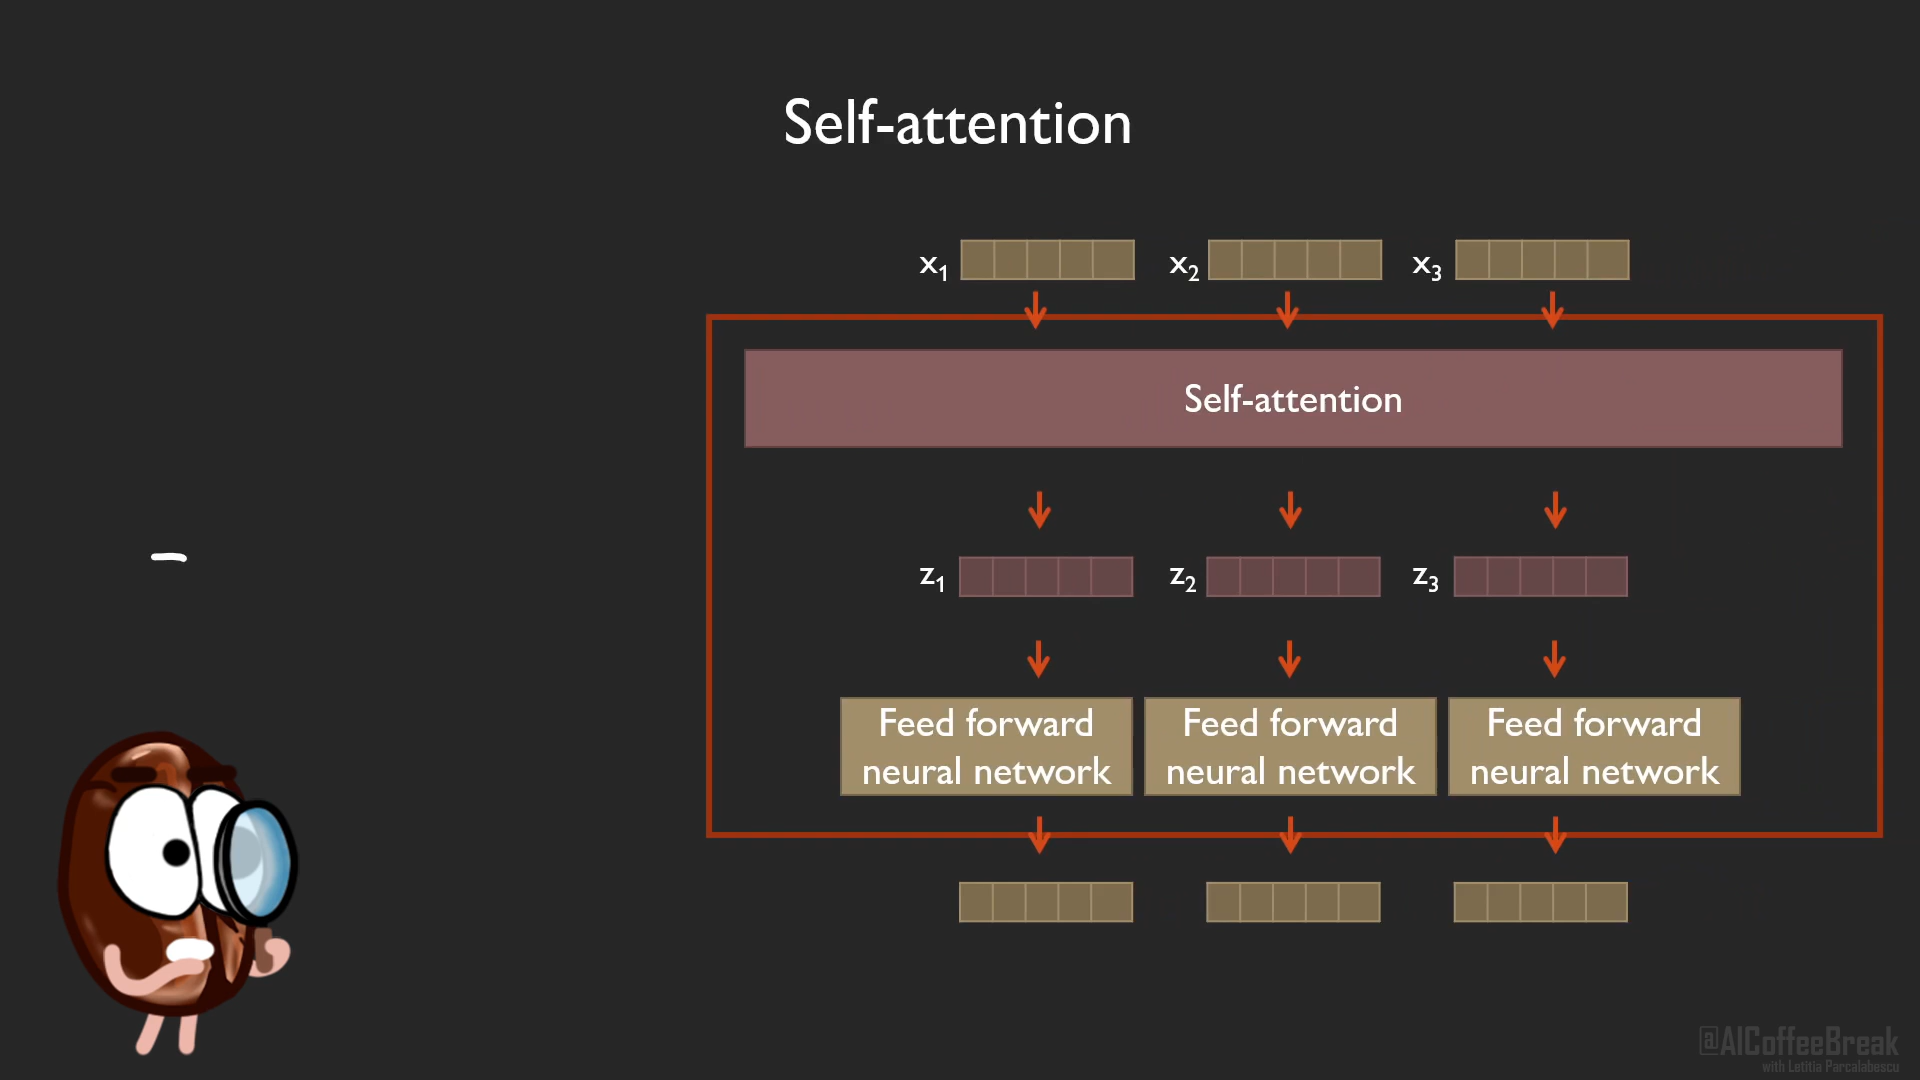 Self-attention
x1 x2 x3
Self-attention
z1 z2 z3
Feed forward neural network
Feed forward neural network
Feed forward neural network
@AICoffeeBreak
with Letitia Parcalabescu